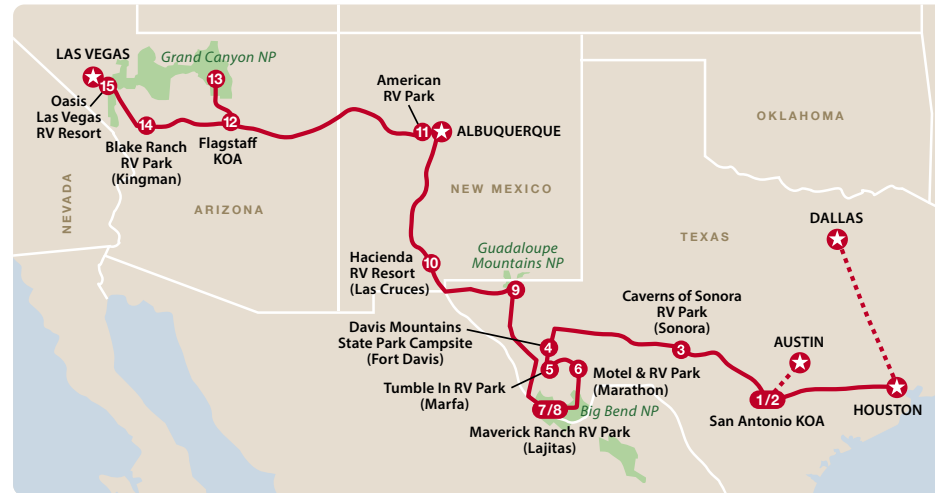 LAS VEGAS
Grand Canyon NP
13
15
Oasis
Las Vegas
RV Resort
14
Blake Ranch
RV Park
(Kingman)
12
Flagstaff
KOA
American
RV Park
11
ALBUQUERQUE
OKLAHOMA
NEVADA
ARIZONA
NEW MEXICO
TEXAS
DALLAS
Hacienda
RV Resort
(Las Cruces)
10
Guadaloupe
Mountains NP
9
Caverns of Sonora
RV Park
(Sonora)
3
Davis Mountains
State Park Campsite
(Fort Davis)
4
AUSTIN
Tumble In RV Park
(Marfa)
5
6
Motel & RV Park
(Marathon)
1/2
San Antonio KOA
HOUSTON
7/8
Big Bend NP
Maverick Ranch RV Park
(Lajitas)